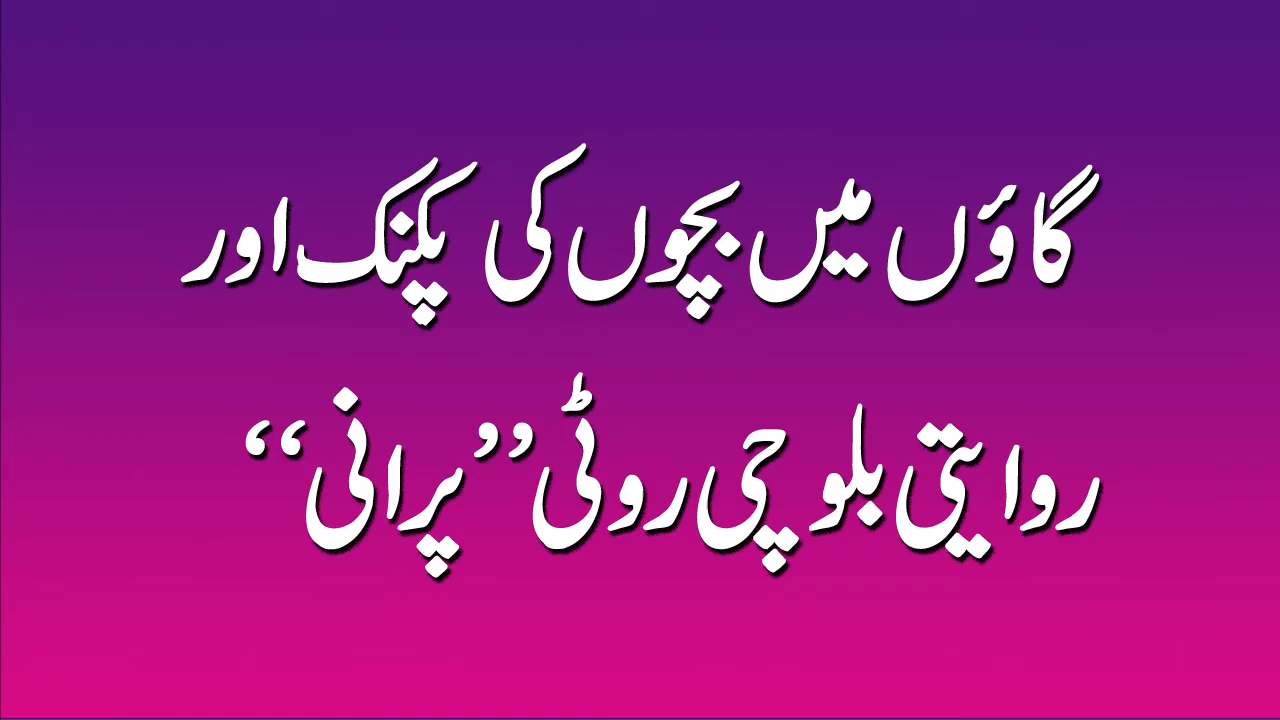 گاؤں میں بچوں کی پکنک اور
روایتی بلوچی روٹی ”پرانی“